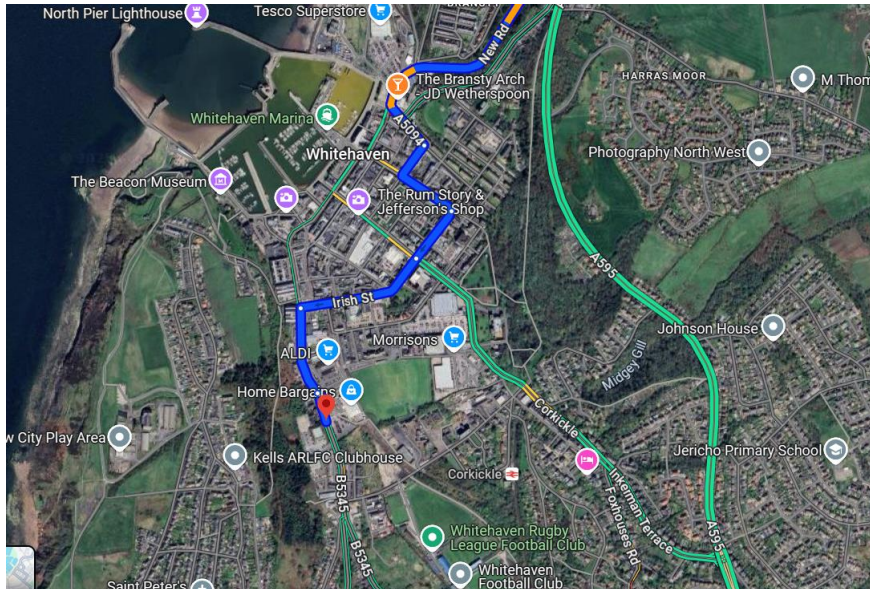 North Pier Lighthouse
Tesco Superstore
BRANSTY
New Rd
HARRAS MOOR
M Thom
The Bransty Arch
- JD Wetherspoon
Whitehaven Marina
A5094
Whitehaven
Photography North West
The Beacon Museum
The Rum Story &
Jefferson's Shop
A595
Irish St
Johnson House
Morrisons
ALDI
Midgey Gill
Home Bargains
Corkickle
w City Play Area
Kells ARLFC Clubhouse
Jericho Primary School
Corkickle
B5345
Inkerman Terrace
Foxhouses Rd
A595
Whitehaven Rugby
League Football Club
B5345
Whitehaven
Football Club
Saint Peter's